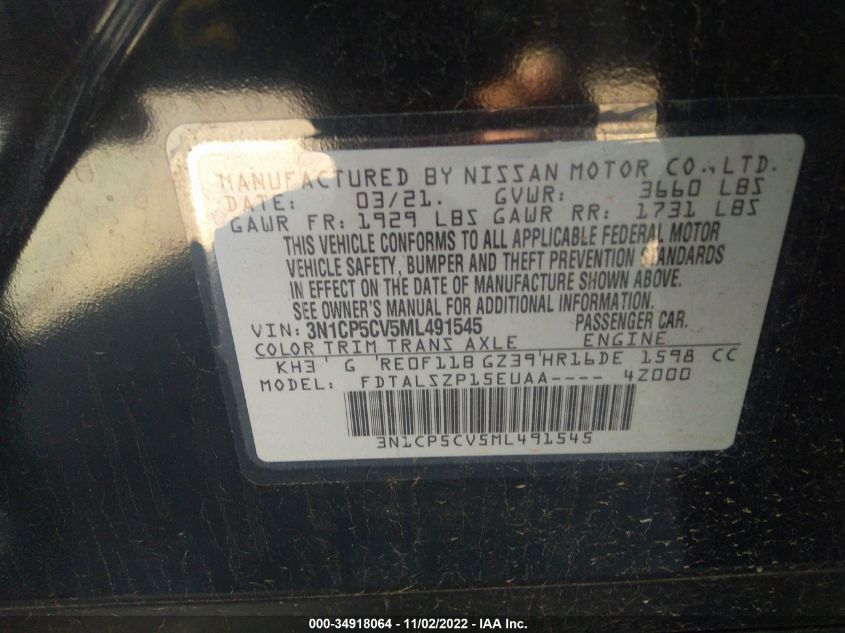 MANUFACTURED BY NISSAN MOTOR CO., LTD.
DATE: 03/21. GVWR: 3660 LBS
GAWR FR: 1929 LBS GAWR RR: 1731 LBS
THIS VEHICLE CONFORMS TO ALL APPLICABLE FEDERAL MOTOR
VEHICLE SAFETY, BUMPER AND THEFT PREVENTION STANDARDS
IN EFFECT ON THE DATE OF MANUFACTURE SHOWN ABOVE.
SEE OWNER'S MANUAL FOR ADDITIONAL INFORMATION.
VIN: 3N1CP5CV5ML491545 PASSENGER CAR.
COLOR TRIM TRANS AXLE ENGINE
KH3' G 'RE0F11B GZ39'HR16DE 1598 CC
MODEL: FDTALSZP15EUAA---- 4Z000
3N1CP5CV5ML491545
000-34918064 - 11/02/2022 - IAA Inc.